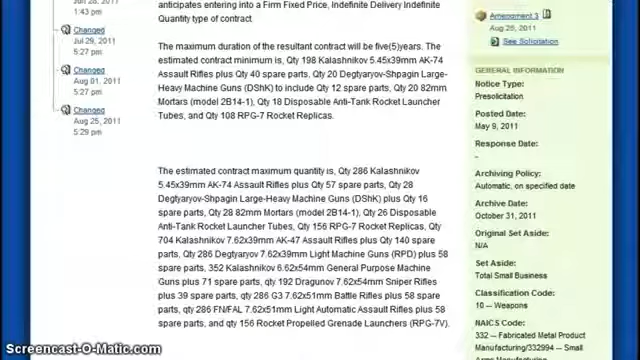 Jun 28, 2011
1:43 pm
Changed
Jul 29, 2011
5:27 pm
Changed
Aug 01, 2011
5:27 pm
Changed
Aug 25, 2011
5:29 pm
anticipates entering into a Firm Fixed Price, Indefinite Delivery Indefinite
Quantity type of contract
The maximum duration of the resultant contract will be five(5)years. The
estimated contract minimum is, Qty 198 Kalashnikov 5.45x39mm AK-74
Assault Rifles plus Qty 40 spare parts, Qty 20 Degtyaryov-Shpagin Large-
Heavy Machine Guns (DShK) to include Qty 12 spare parts, Qty 20 82mm
Mortars (model 2B14-1), Qty 18 Disposable Anti-Tank Rocket Launcher
Tubes, and Qty 108 RPG-7 Rocket Replicas.
The estimated contract maximum quantity is, Qty 286 Kalashnikov
5.45x39mm AK-74 Assault Rifles plus Qty 57 spare parts, Qty 28
Degtyaryov-Shpagin Large-Heavy Machine Guns (DShK) plus Qty 16
spare parts, Qty 28 82mm Mortars (model 2B14-1), Qty 26 Disposable
Anti-Tank Rocket Launcher Tubes, Qty 156 RPG-7 Rocket Replicas, Qty
704 Kalashnikov 7.62x39mm AK-47 Assault Rifles plus Qty 140 spare
parts, Qty 286 Degtyaryov 7.62x39mm Light Machine Guns (RPD) plus 58
spare parts, 352 Kalashnikov 6.62x54mm General Purpose Machine
Guns plus 71 spare parts, qty 192 Dragunov 7.62x54mm Sniper Rifles
plus 39 spare parts, qty 286 G3 7.62x51mm Battle Rifles plus 58 spare
parts, qty 286 FN/FAL 7.62x51mm Light Automatic Assault Rifles plus 58
spare parts, and qty 156 Rocket Propelled Grenade Launchers (RPG-7V).
Amendment 3
Aug 25, 2011
See Solicitation
GENERAL INFORMATION
Notice Type:
Presolicitation
Posted Date:
May 9, 2011
Response Date:
-
Archiving Policy:
Automatic, on specified date
Archive Date:
October 31, 2011
Original Set Aside:
N/A
Set Aside:
Total Small Business
Classification Code:
10 -- Weapons
NAICS Code:
332 -- Fabricated Metal Product
Manufacturing/332994 -- Small
Screencast-O-Matic.com